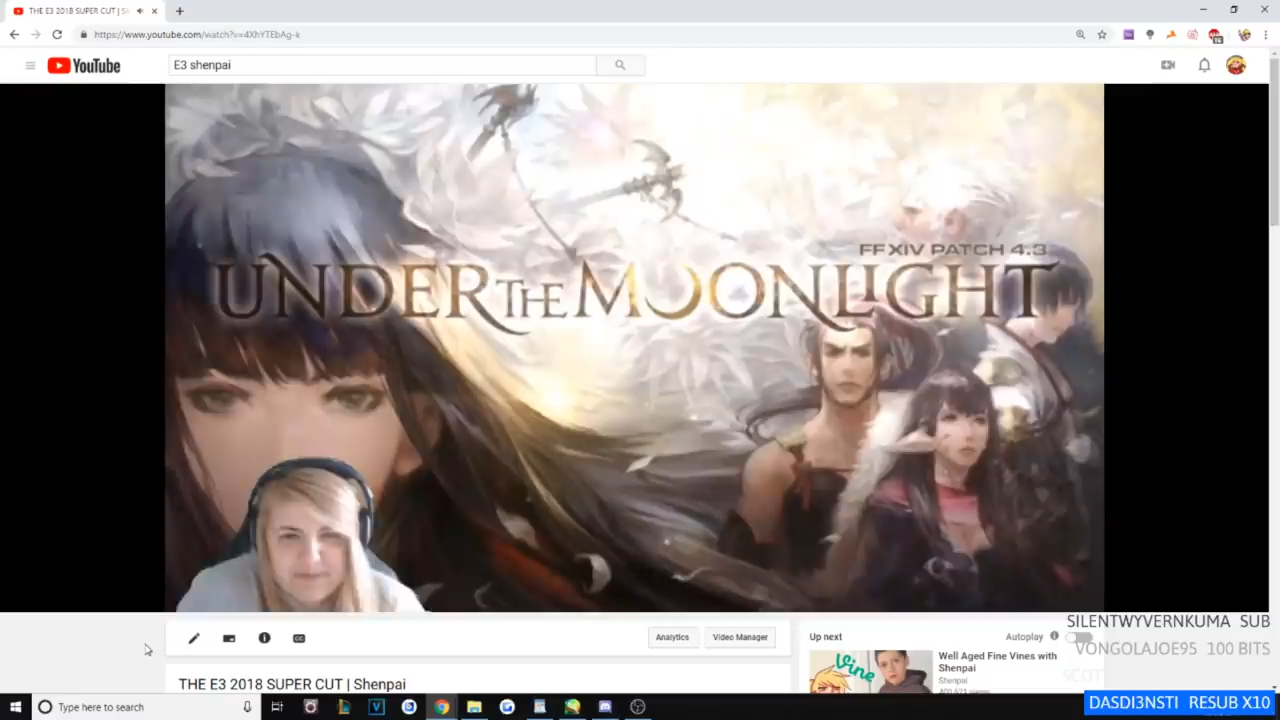 THE E3 2018 SUPER CUT | S
https://www.youtube.com/watch?v=4XhYTEbAg-k
YouTube
E3 shenpai
FFXIV PATCH 4.3
UNDER THE MOONLIGHT
Analytics
Video Manager
Up next
Autoplay
SILENTWYVERNKUMA SUB
VONGOLAJOE95 100 BITS
SCOT
Vine
Well Aged Fine Vines with
Shenpai
Shenpai
THE E3 2018 SUPER CUT | Shenpai
DASDI3NSTI RESUB X10
Type here to search